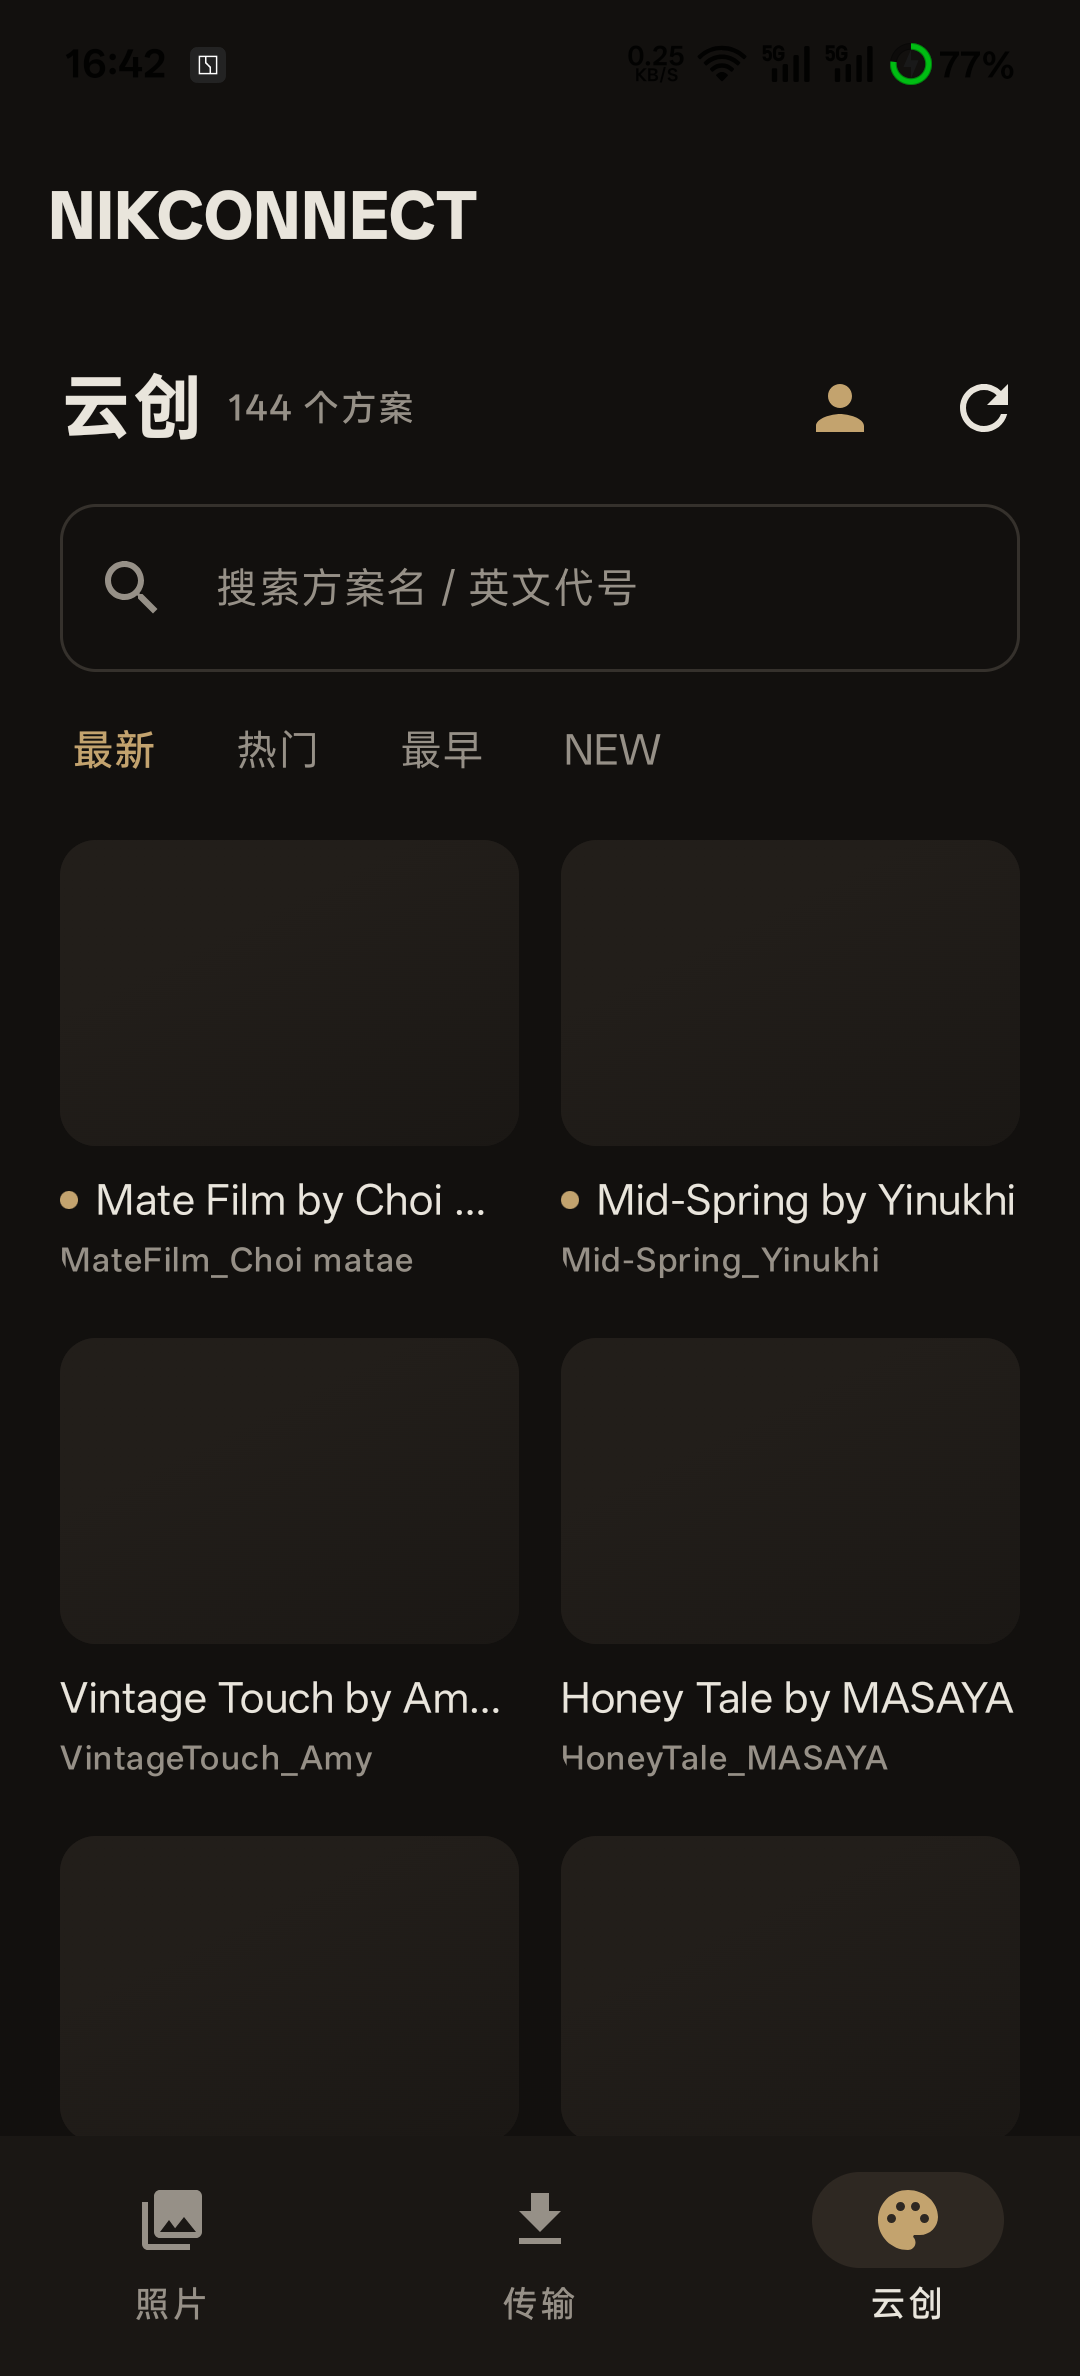 16:42
0.25 KB/S 5G 5G 77%
NIKCONNECT
云创 144 个方案
搜索方案名 / 英文代号
最新 热门 最早 NEW
Mate Film by Choi ...
MateFilm_Choi matae
Mid-Spring by Yinukhi
Mid-Spring_Yinukhi
Vintage Touch by Am...
VintageTouch_Amy
Honey Tale by MASAYA
HoneyTale_MASAYA
照片 传输 云创